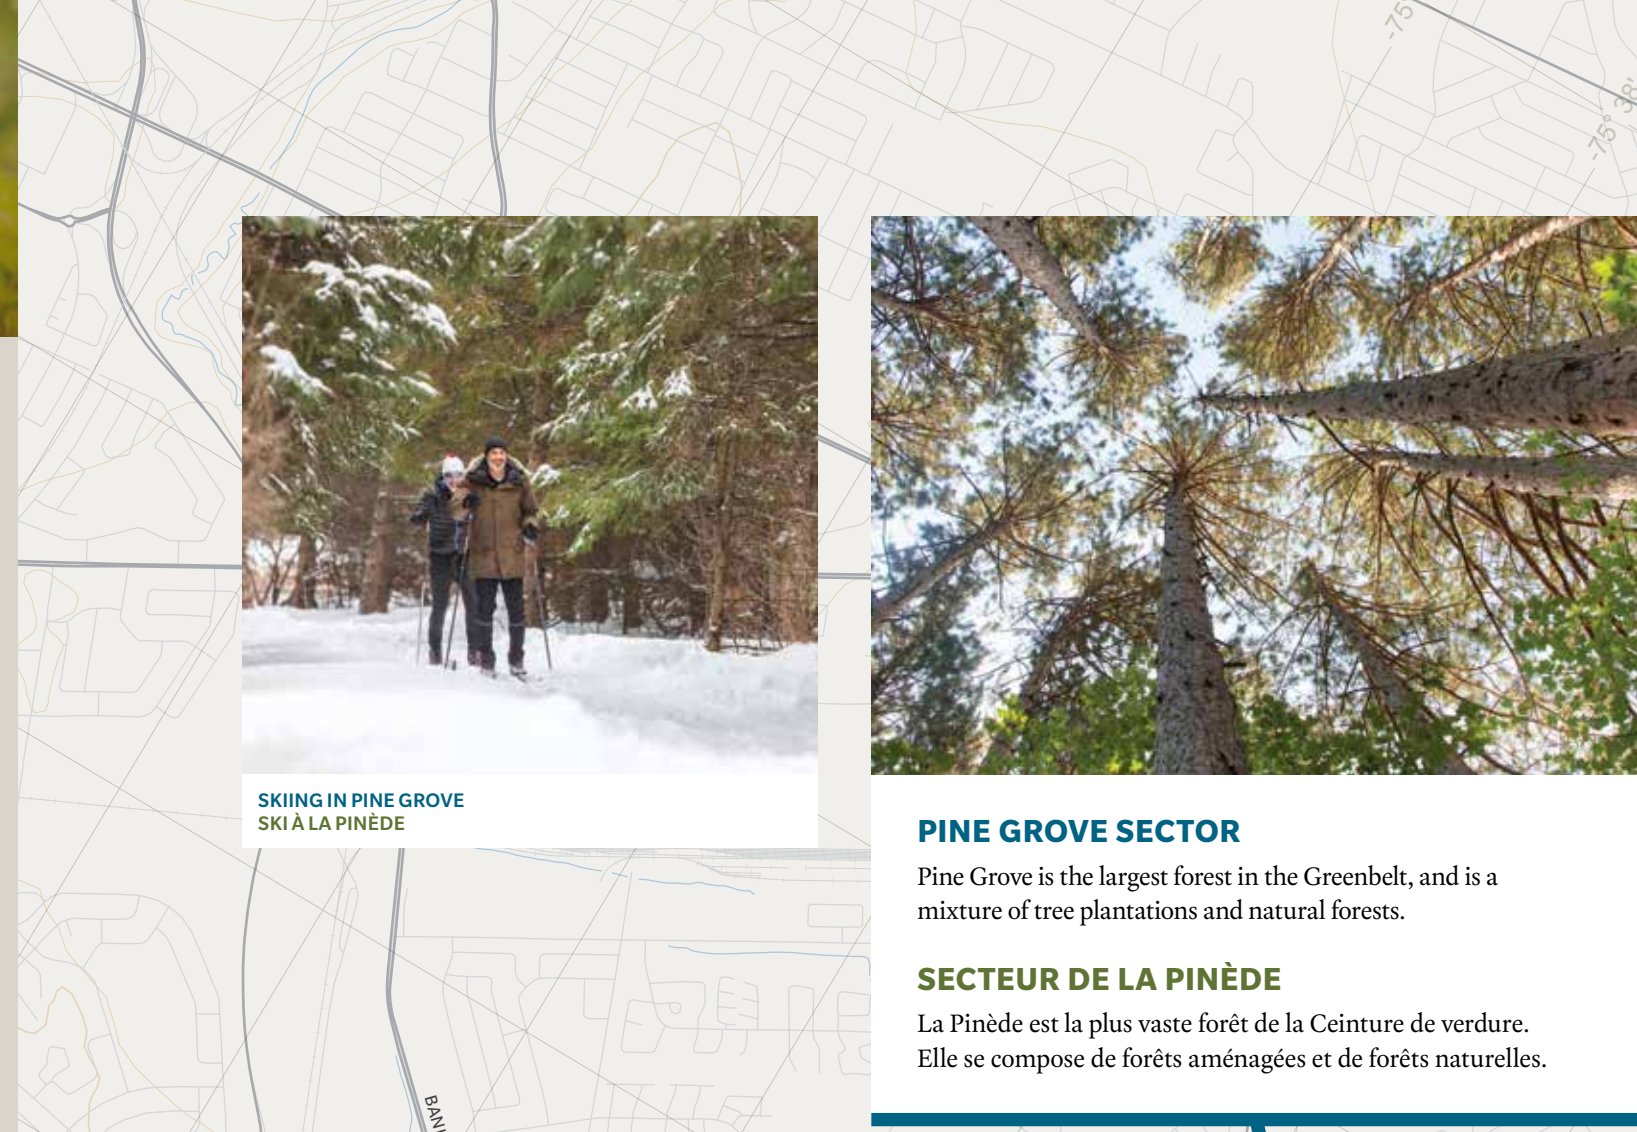 SKIING IN PINE GROVE
SKI À LA PINÈDE
PINE GROVE SECTOR
Pine Grove is the largest forest in the Greenbelt, and is a
mixture of tree plantations and natural forests.
SECTEUR DE LA PINÈDE
La Pinède est la plus vaste forêt de la Ceinture de verdure.
Elle se compose de forêts aménagées et de forêts naturelles.
-75° 38'